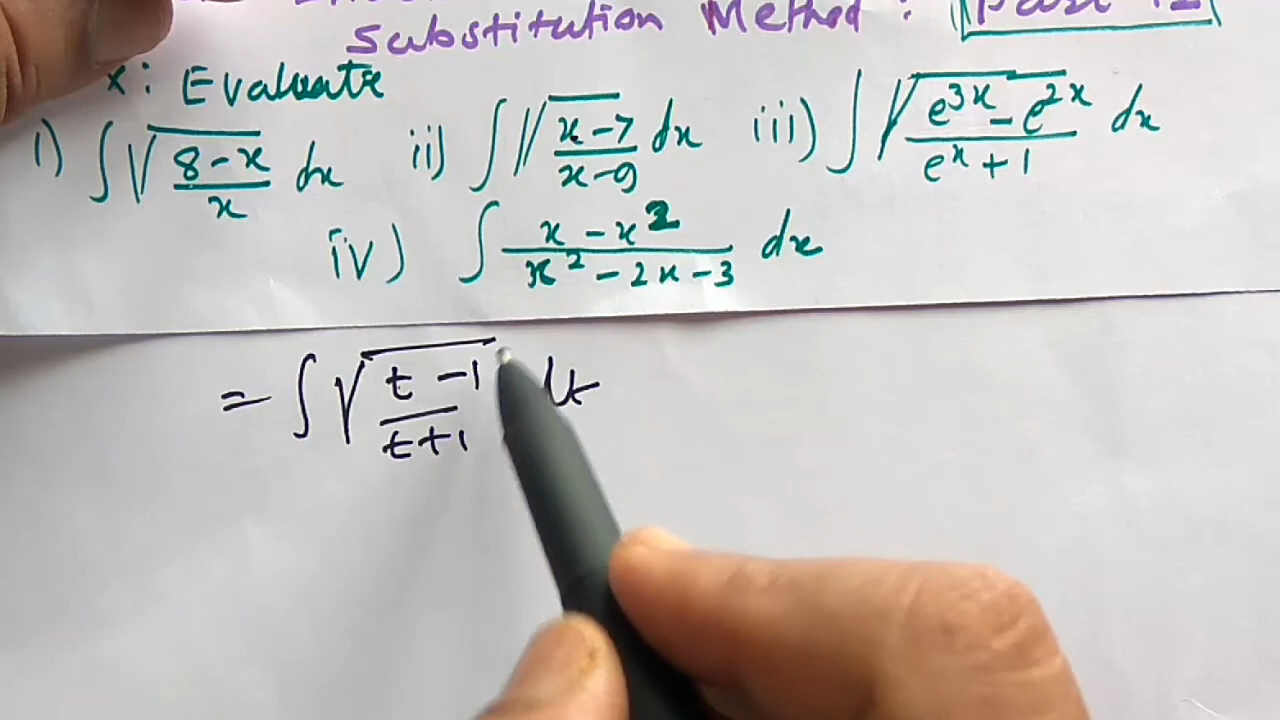 Substitution Method :
x: Evaluate
i) ∫ √((8-x)/x) dx ii) ∫ √((x-7)/(x-9)) dx iii) ∫ √((e^(3x) - e^(2x))/(e^x + 1)) dx
iv) ∫ (x - x^2)/(x^2 - 2x - 3) dx
= ∫ √((t-1)/(t+1)) dt